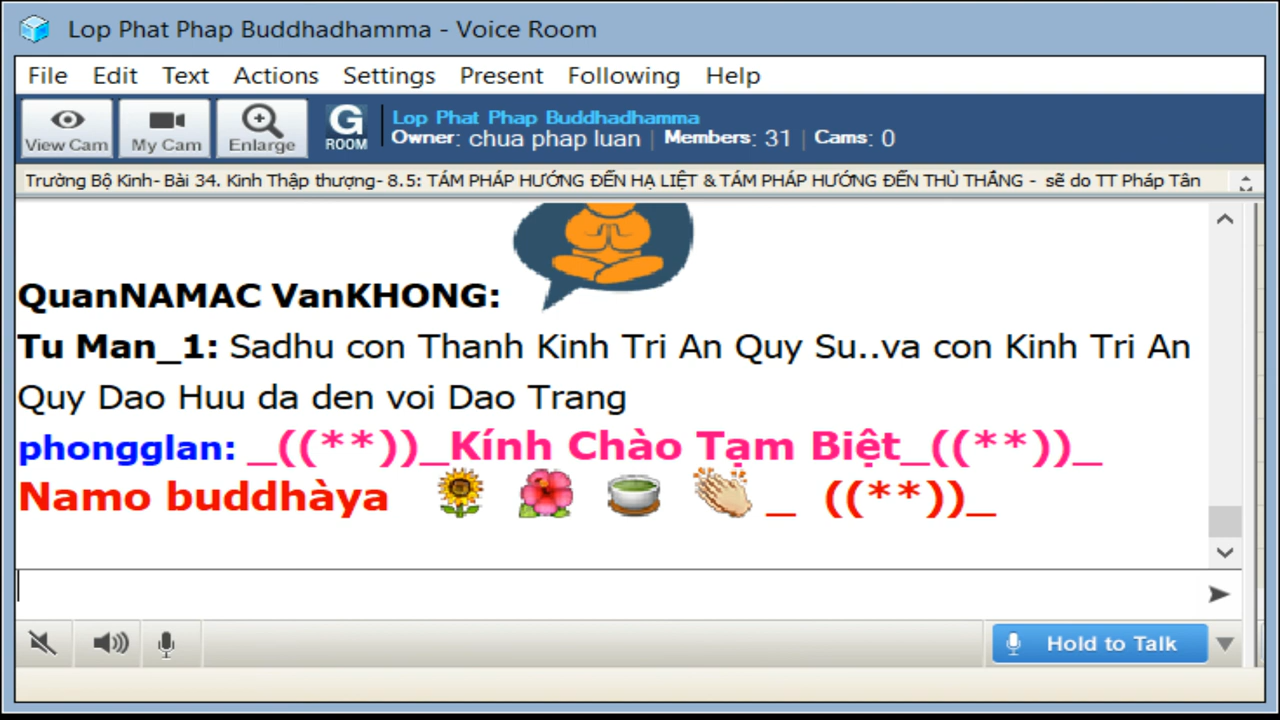 Lop Phat Phap Buddhadhamma - Voice Room
File Edit Text Actions Settings Present Following Help
View Cam My Cam Enlarge
G ROOM
Lop Phat Phap Buddhadhamma
Owner: chua phap luan | Members: 31 | Cams: 0
Trường Bộ Kinh- Bài 34. Kinh Thập thượng- 8.5: TÁM PHÁP HƯỚNG ĐẾN HẠ LIỆT & TÁM PHÁP HƯỚNG ĐẾN THÙ THẮNG - sẽ do TT Pháp Tân
QuanNAMAC VanKHONG:
Tu Man_1: Sadhu con Thanh Kinh Tri An Quy Su..va con Kinh Tri An
Quy Dao Huu da den voi Dao Trang
phongglan: _((**))_Kính Chào Tạm Biệt_((**))_
Namo buddhàya _ ((**))_
Hold to Talk